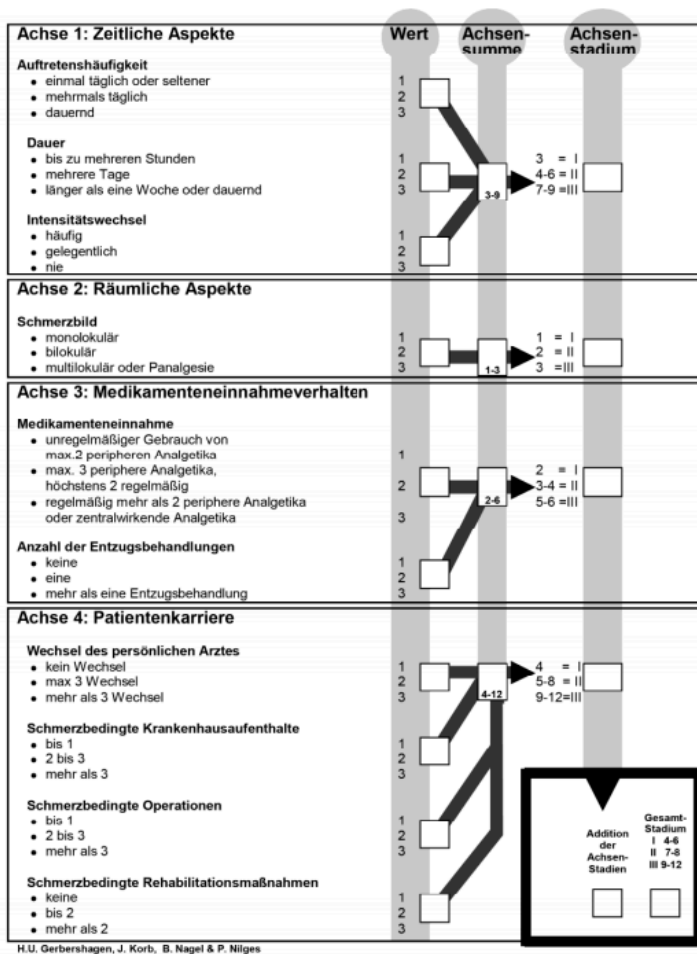 Achse 1: Zeitliche Aspekte Wert Achsen-summe Achsen-stadium
Auftretenshäufigkeit
• einmal täglich oder seltener 1
• mehrmals täglich 2
• dauernd 3
Dauer
• bis zu mehreren Stunden 1 3 = I
• mehrere Tage 2 4-6 = II
• länger als eine Woche oder dauernd 3 3-9 7-9 =III
Intensitätswechsel
• häufig 1
• gelegentlich 2
• nie 3
Achse 2: Räumliche Aspekte
Schmerzbild
• monolokulär 1 1 = I
• bilokulär 2 2 = II
• multilokulär oder Panalgesie 3 1-3 3 =III
Achse 3: Medikamenteneinnahmeverhalten
Medikamenteneinnahme
• unregelmäßiger Gebrauch von
max.2 peripheren Analgetika 1
• max. 3 periphere Analgetika, 2 = I
höchstens 2 regelmäßig 2 3-4 = II
• regelmäßig mehr als 2 periphere Analgetika 2-6 5-6 =III
oder zentralwirkende Analgetika 3
Anzahl der Entzugsbehandlungen
• keine 1
• eine 2
• mehr als eine Entzugsbehandlung 3
Achse 4: Patientenkarriere
Wechsel des persönlichen Arztes
• kein Wechsel 1 4 = I
• max 3 Wechsel 2 5-8 = II
• mehr als 3 Wechsel 3 4-12 9-12=III
Schmerzbedingte Krankenhausaufenthalte
• bis 1 1
• 2 bis 3 2
• mehr als 3 3
Schmerzbedingte Operationen
• bis 1 1
• 2 bis 3 2
• mehr als 3 3
Schmerzbedingte Rehabilitationsmaßnahmen
• keine 1
• bis 2 2
• mehr als 2 3
Addition
der
Achsen-
Stadien
Gesamt-
Stadium
I 4-6
II 7-8
III 9-12
H.U. Gerbershagen, J. Korb, B. Nagel & P. Nilges